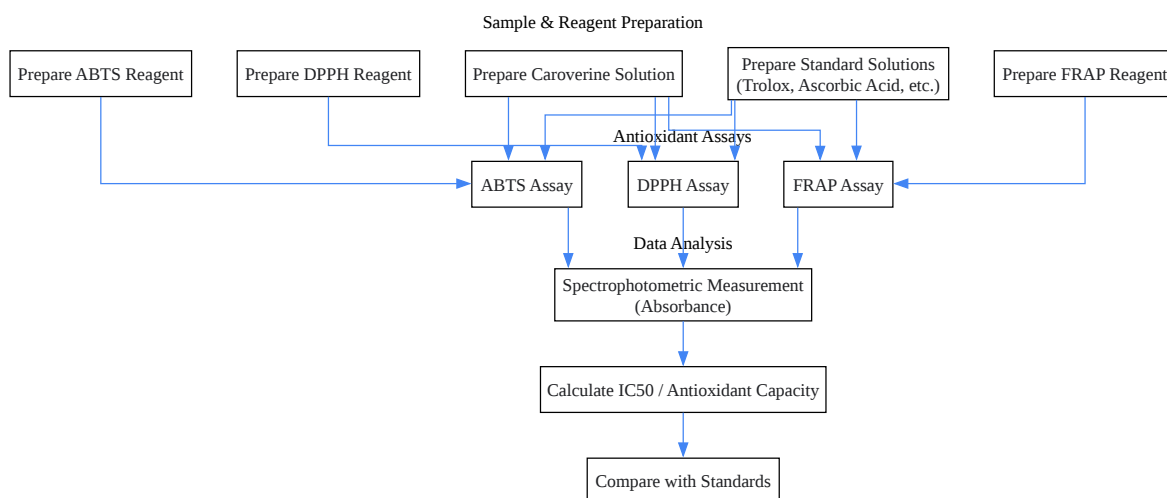 Sample & Reagent Preparation
Prepare ABTS Reagent
Prepare DPPH Reagent
Prepare Caroverine Solution
Prepare Standard Solutions
(Trolox, Ascorbic Acid, etc.)
Prepare FRAP Reagent
Antioxidant Assays
ABTS Assay
DPPH Assay
FRAP Assay
Data Analysis
Spectrophotometric Measurement
(Absorbance)
Calculate IC50 / Antioxidant Capacity
Compare with Standards